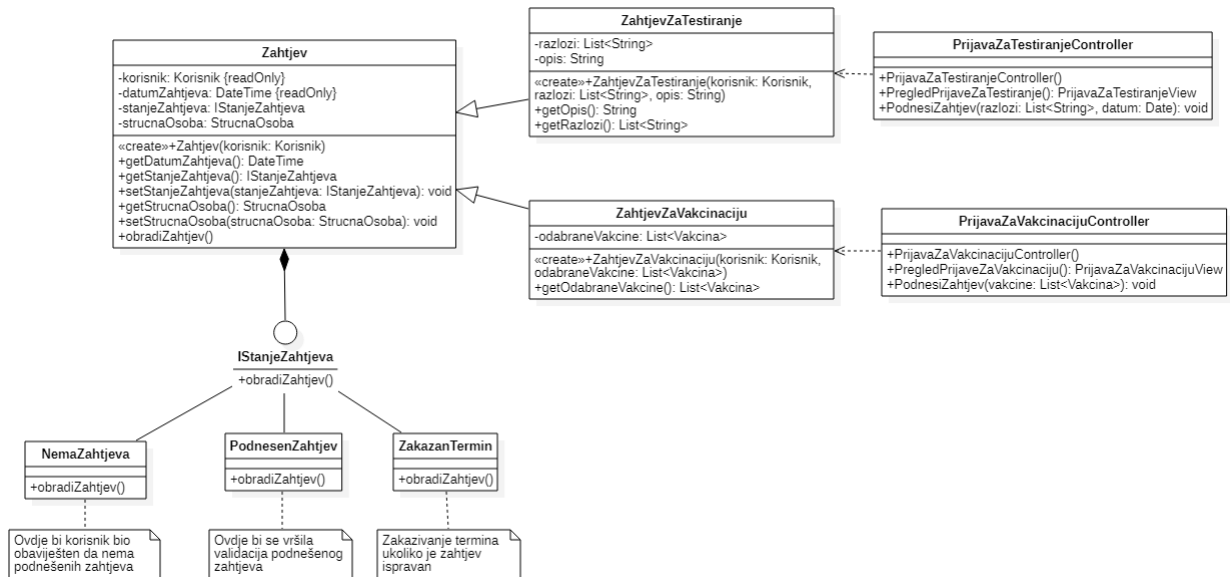 Zahtjev
-korisnik: Korisnik {readOnly}
-datumZahtjeva: DateTime {readOnly}
-stanjeZahtjeva: IStanjeZahtjeva
-strucnaOsoba: StrucnaOsoba
«create»+Zahtjev(korisnik: Korisnik)
+getDatumZahtjeva(): DateTime
+getStanjeZahtjeva(): IStanjeZahtjeva
+setStanjeZahtjeva(stanjeZahtjeva: IStanjeZahtjeva): void
+getStrucnaOsoba(): StrucnaOsoba
+setStrucnaOsoba(strucnaOsoba: StrucnaOsoba): void
+obradiZahtjev()
ZahtjevZaTestiranje
-razlozi: List<String>
-opis: String
«create»+ZahtjevZaTestiranje(korisnik: Korisnik,
razlozi: List<String>, opis: String)
+getOpis(): String
+getRazlozi(): List<String>
PrijavaZaTestiranjeController
+PrijavaZaTestiranjeController()
+PregledPrijaveZaTestiranje(): PrijavaZaTestiranjeView
+PodnesiZahtjev(razlozi: List<String>, datum: Date): void
ZahtjevZaVakcinaciju
-odabraneVakcine: List<Vakcina>
«create»+ZahtjevZaVakcinaciju(korisnik: Korisnik,
odabraneVakcine: List<Vakcina>)
+getOdabraneVakcine(): List<Vakcina>
PrijavaZaVakcinacijuController
+PrijavaZaVakcinacijuController()
+PregledPrijaveZaVakcinaciju(): PrijavaZaVakcinacijuView
+PodnesiZahtjev(vakcine: List<Vakcina>): void
IStanjeZahtjeva
+obradiZahtjev()
NemaZahtjeva
+obradiZahtjev()
PodnesenZahtjev
+obradiZahtjev()
ZakazanTermin
+obradiZahtjev()
Ovdje bi korisnik bio
obaviješten da nema
podnešenih zahtjeva
Ovdje bi se vršila
validacija podnešenog
zahtjeva
Zakazivanje termina
ukoliko je zahtjev
ispravan